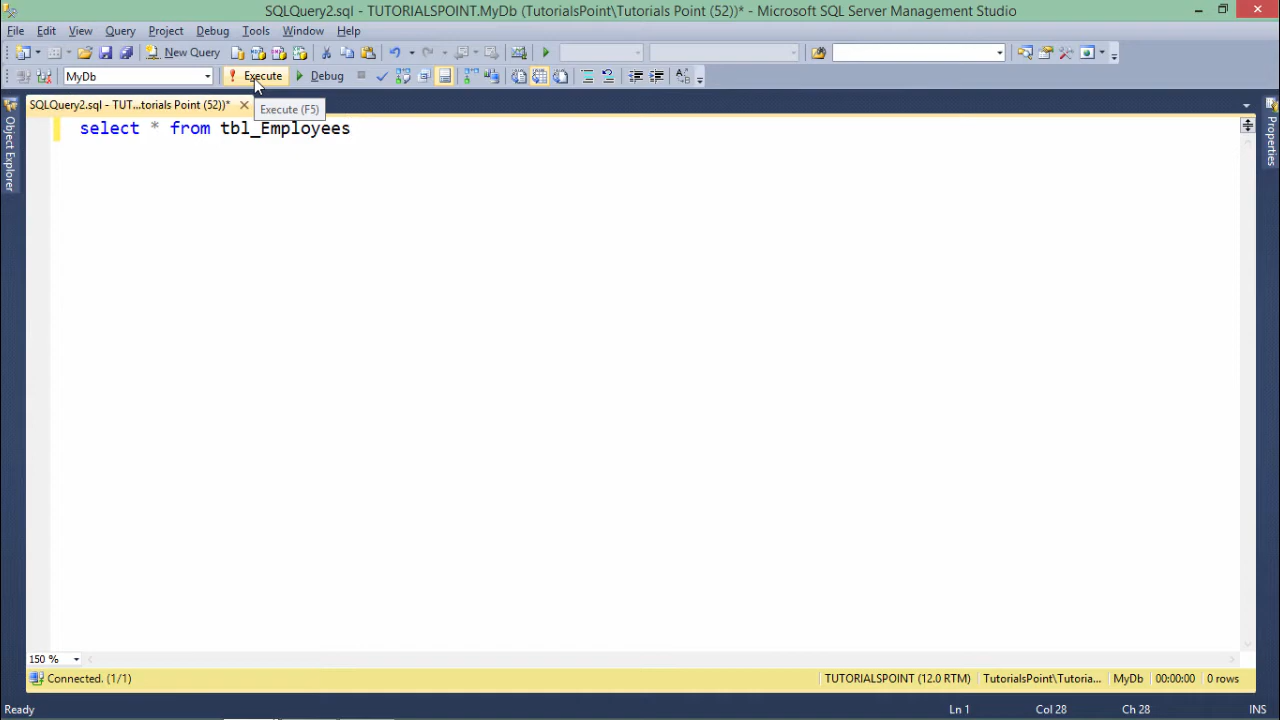 SQLQuery2.sql - TUTORIALSPOINT.MyDb (TutorialsPoint\Tutorials Point (52))* - Microsoft SQL Server Management Studio
File Edit View Query Project Debug Tools Window Help
New Query
MyDb Execute Debug
SQLQuery2.sql - TUT...torials Point (52))*
Execute (F5)
select * from tbl_Employees
Object Explorer
Properties
150 %
Connected. (1/1) TUTORIALSPOINT (12.0 RTM) TutorialsPoint\Tutoria... MyDb 00:00:00 0 rows
Ready Ln 1 Col 28 Ch 28 INS